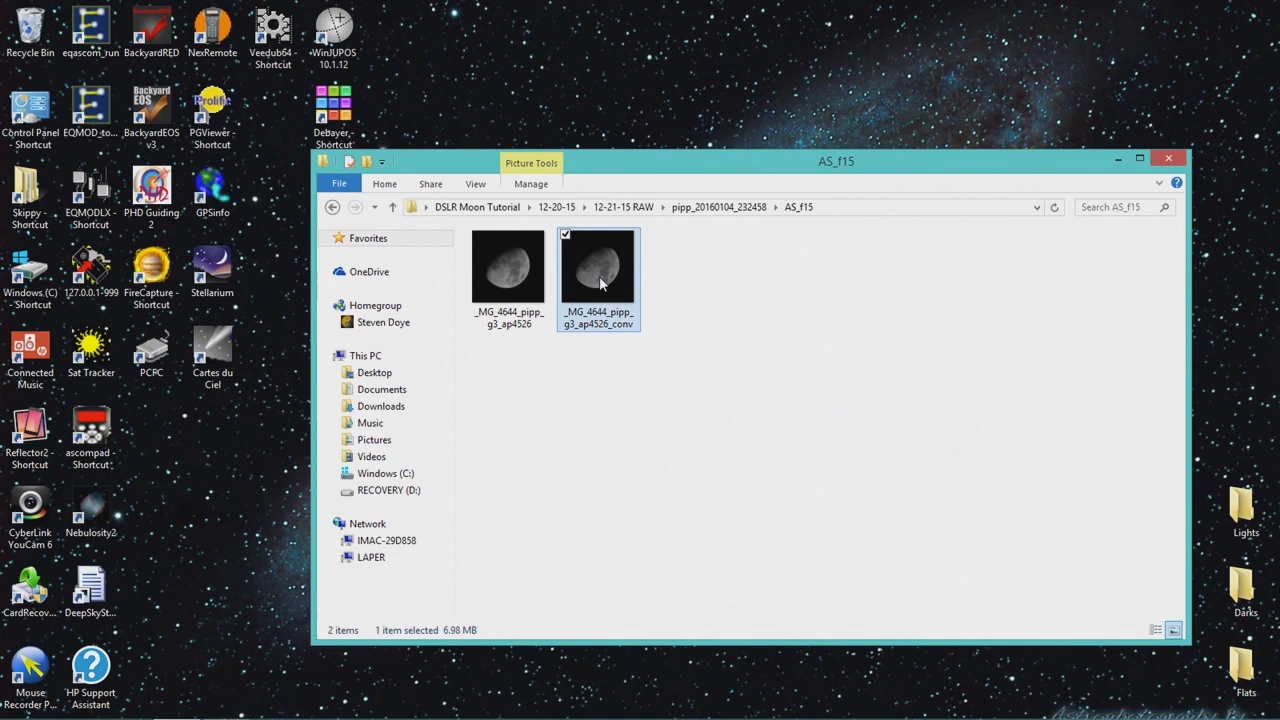 Recycle Bin
eqascom_run
BackyardRED
NexRemote
Veedub64 -
Shortcut
WinJUPOS
10.1.12
Control Panel
- Shortcut
EQMOD_to...
Backyard
EOS
BackyardEOS
v3
Prolific
PGViewer -
Shortcut
Debayer -
Shortcut
Skippy -
Shortcut
EQMODLX -
Shortcut
PHD Guiding
2
GPSinfo
Windows (C)
- Shortcut
127.0.0.1-999
FireCapture -
Shortcut
Stellarium
Connected
Music
Sat Tracker
PCFC
Cartes du
Ciel
Reflector2 -
Shortcut
ascompad -
Shortcut
CyberLink
YouCam 6
Nebulosity2
CardRecov...
DeepSkySt...
Mouse
Recorder P...
HP Support
Assistant
Picture Tools
AS_f15
File
Home
Share
View
Manage
DSLR Moon Tutorial
12-20-15
12-21-15 RAW
pipp_20160104_232458
AS_f15
Search AS_f15
Favorites
OneDrive
Homegroup
Steven Doye
This PC
Desktop
Documents
Downloads
Music
Pictures
Videos
Windows (C:)
RECOVERY (D:)
Network
IMAC-29D858
LAPER
_MG_4644_pipp_
g3_ap4526
_MG_4644_pipp_
g3_ap4526_conv
2 items
1 item selected 6.98 MB
Lights
Darks
Flats